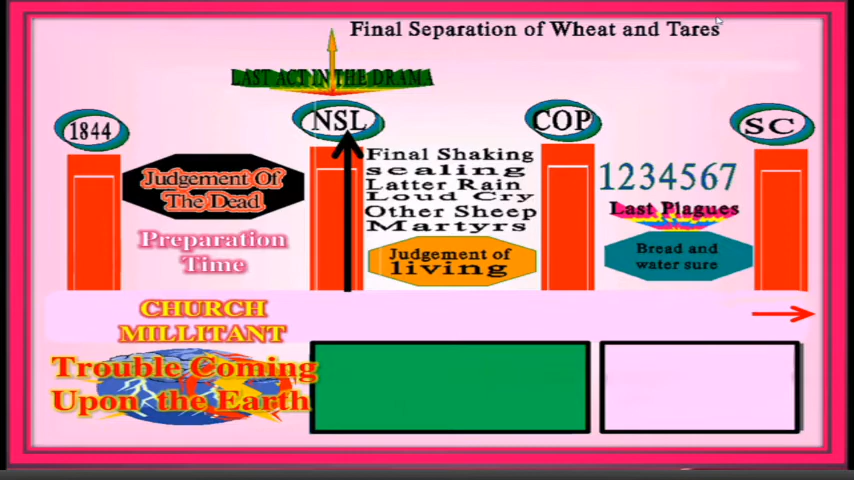 Final Separation of Wheat and Tares
LAST ACT IN THE DRAMA
1844
NSL
COP
SC
Judgement Of
The Dead
Preparation
Time
Final Shaking
sealing
Latter Rain
Loud Cry
Other Sheep
Martyrs
Judgement of
living
1234567
Last Plagues
Bread and
water sure
CHURCH
MILLITANT
Trouble Coming
Upon the Earth